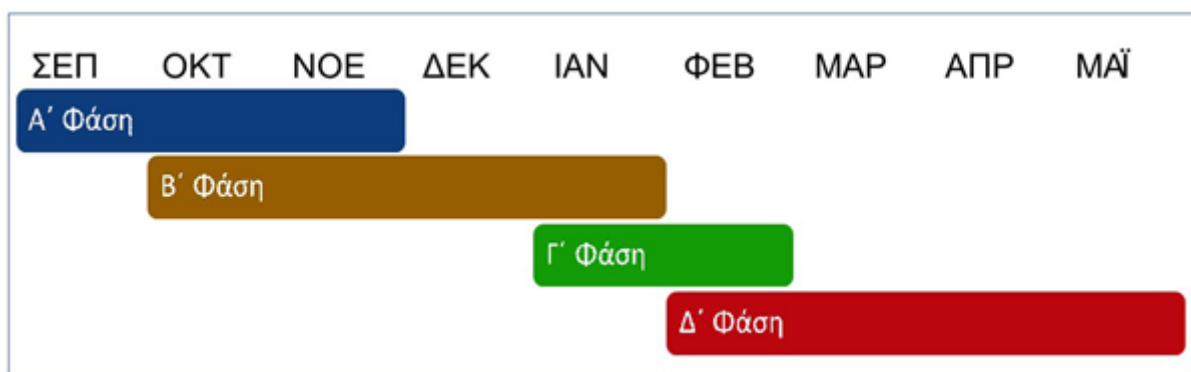 ΣΕΠ ΟΚΤ ΝΟΕ ΔΕΚ ΙΑΝ ΦΕΒ ΜΑΡ ΑΠΡ ΜΑΪ
Α΄ Φάση
Β΄ Φάση
Γ΄ Φάση
Δ΄ Φάση